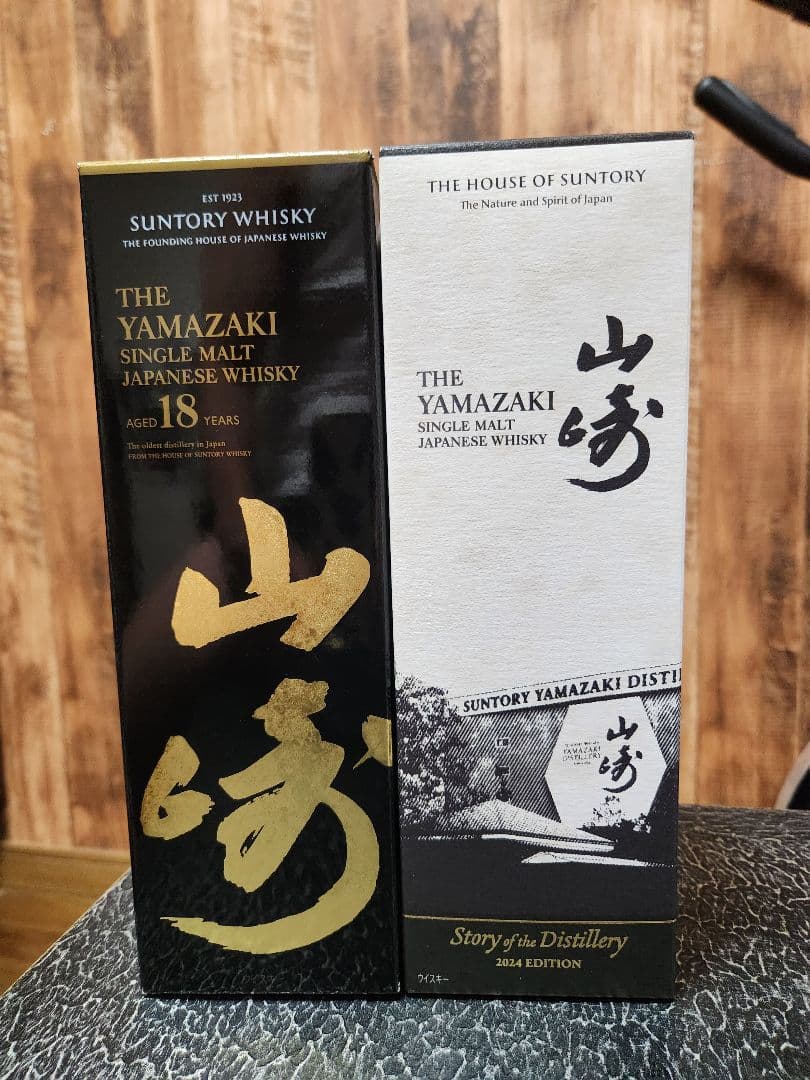 EST 1923
SUNTORY WHISKY
THE FOUNDING HOUSE OF JAPANESE WHISKY
THE
YAMAZAKI
SINGLE MALT
JAPANESE WHISKY
AGED 18 YEARS
The oldest distillery in Japan
FROM THE HOUSE OF SUNTORY WHISKY
山崎
THE HOUSE OF SUNTORY
The Nature and Spirit of Japan
THE
YAMAZAKI
SINGLE MALT
JAPANESE WHISKY
山崎
SUNTORY YAMAZAKI DISTI
YAMAZAKI
DISTILLERY
山崎
Story of the Distillery
2024 EDITION
ウイスキー